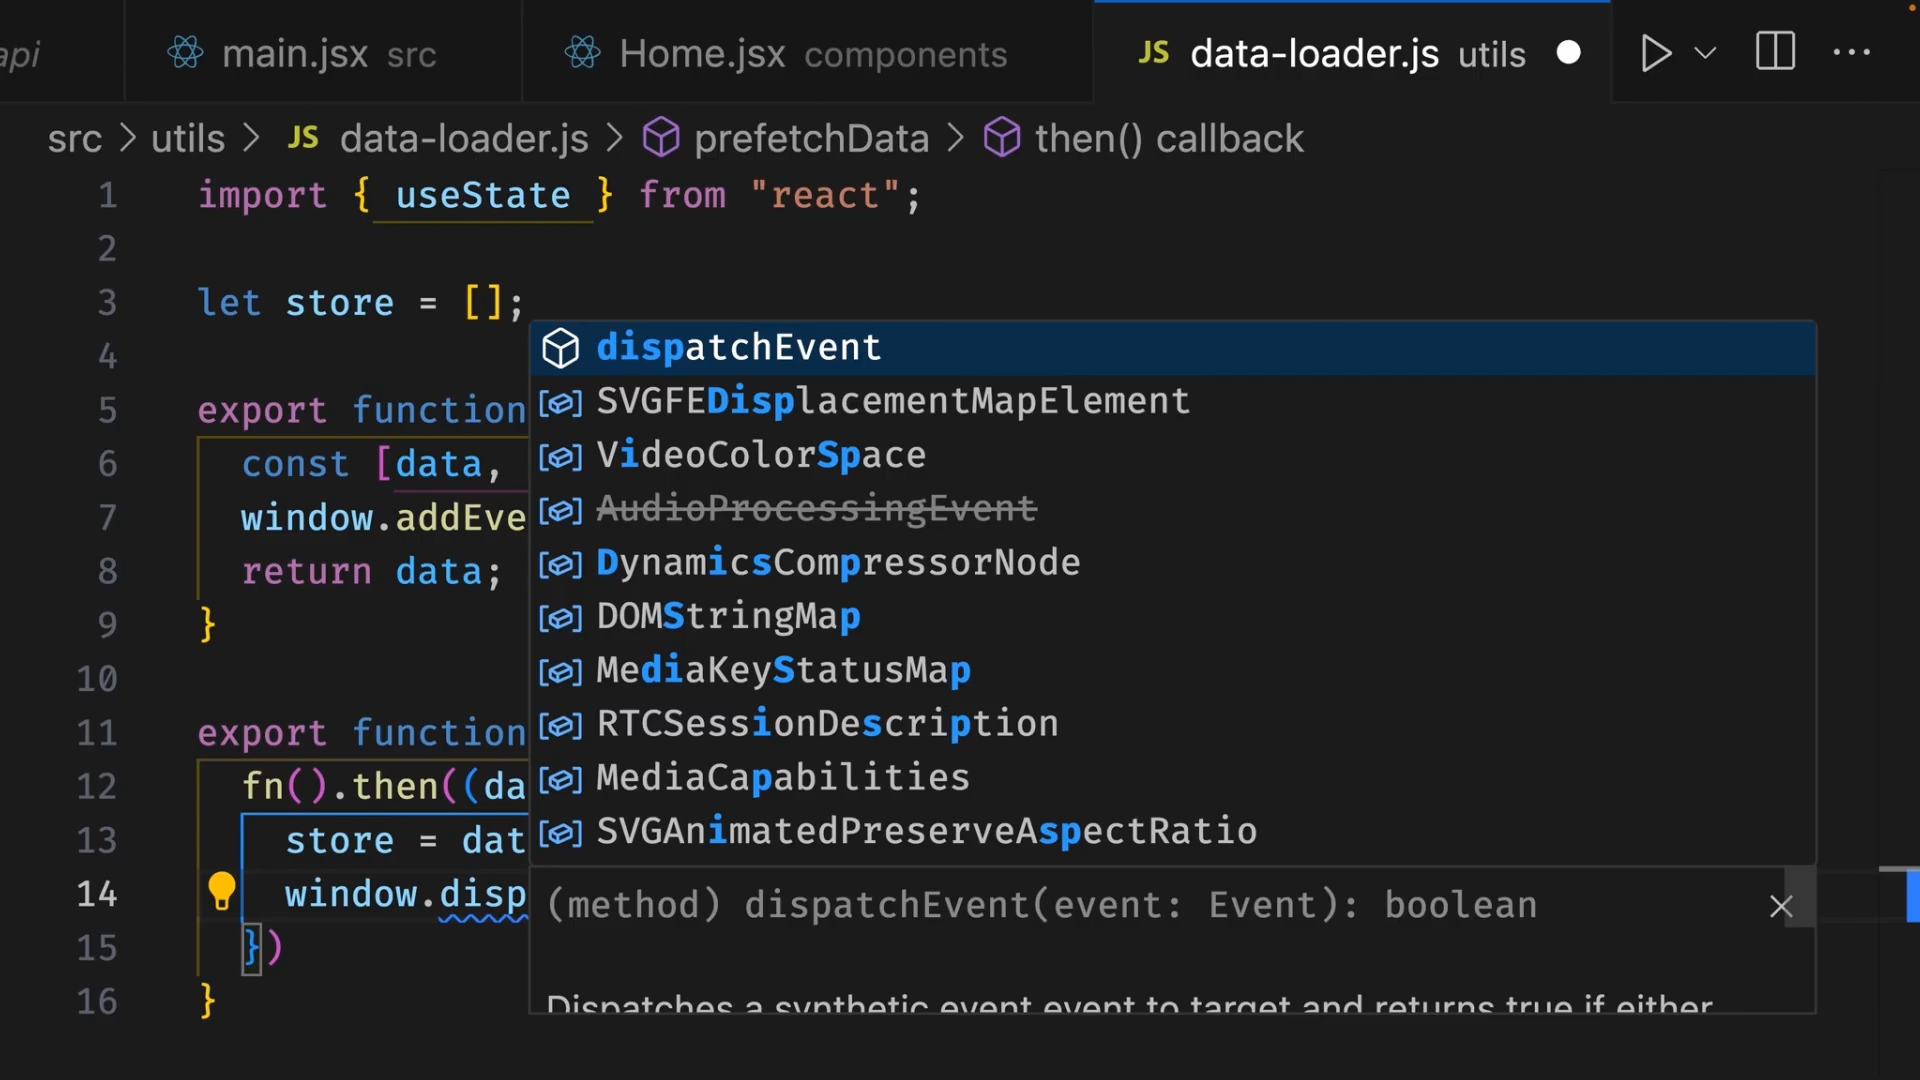 api
main.jsx src
Home.jsx components
JS data-loader.js utils
src > utils > JS data-loader.js > prefetchData > then() callback
1 import { useState } from "react";
2
3 let store = [];
4
5 export function
6 const [data,
7 window.addEve
8 return data;
9 }
10
11 export function
12 fn().then((da
13 store = dat
14 window.disp
15 })
16 }
dispatchEvent
SVGFEDisplacementMapElement
VideoColorSpace
AudioProcessingEvent
DynamicsCompressorNode
DOMStringMap
MediaKeyStatusMap
RTCSessionDescription
MediaCapabilities
SVGAnimatedPreserveAspectRatio
(method) dispatchEvent(event: Event): boolean
Dispatches a synthetic event event to target and returns true if either